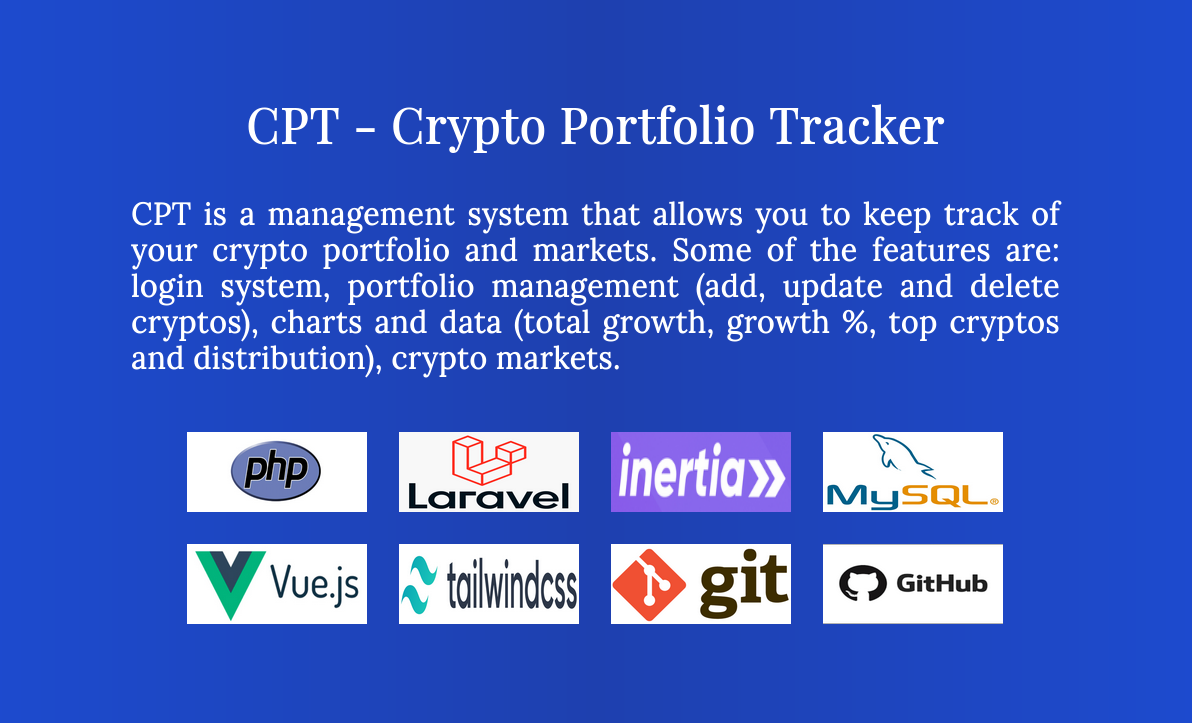 CPT – Crypto Portfolio Tracker
CPT is a management system that allows you to keep track of
your crypto portfolio and markets. Some of the features are:
login system, portfolio management (add, update and delete
cryptos), charts and data (total growth, growth %, top cryptos
and distribution), crypto markets.
php
Laravel
inertia
MySQL®
Vue.js
tailwindcss
git
GitHub